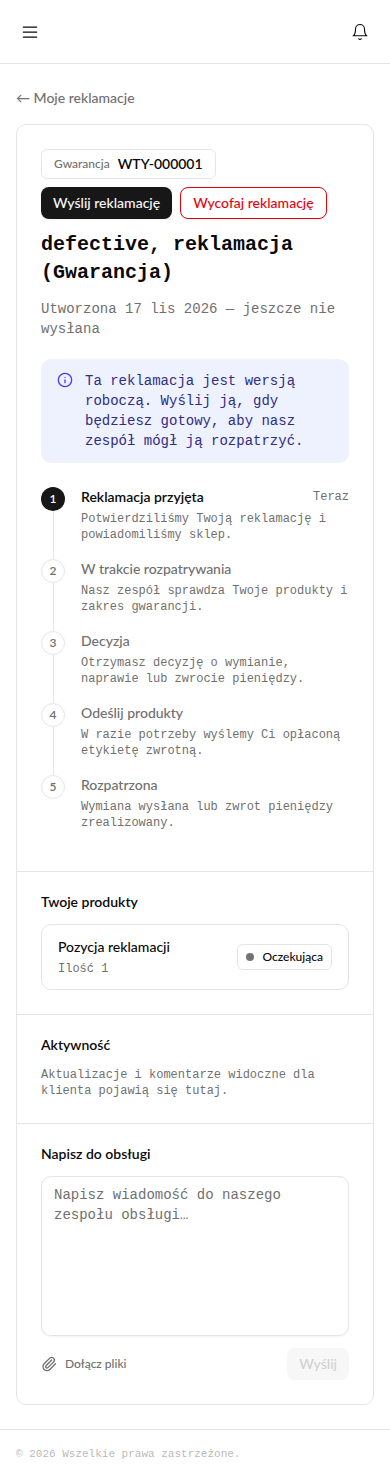 ← Moje reklamacje
Gwarancja WTY-000001
Wyślij reklamację Wycofaj reklamację
defective, reklamacja
(Gwarancja)
Utworzona 17 lis 2026 — jeszcze nie
wysłana
Ta reklamacja jest wersją
roboczą. Wyślij ją, gdy
będziesz gotowy, aby nasz
zespół mógł ją rozpatrzyć.
1 Reklamacja przyjęta Teraz
Potwierdziliśmy Twoją reklamację i
powiadomiliśmy sklep.
2 W trakcie rozpatrywania
Nasz zespół sprawdza Twoje produkty i
zakres gwarancji.
3 Decyzja
Otrzymasz decyzję o wymianie,
naprawie lub zwrocie pieniędzy.
4 Odeślij produkty
W razie potrzeby wyślemy Ci opłaconą
etykietę zwrotną.
5 Rozpatrzona
Wymiana wysłana lub zwrot pieniędzy
zrealizowany.
Twoje produkty
Pozycja reklamacji
Ilość 1
Oczekująca
Aktywność
Aktualizacje i komentarze widoczne dla
klienta pojawią się tutaj.
Napisz do obsługi
Napisz wiadomość do naszego
zespołu obsługi…
Dołącz pliki Wyślij
© 2026 Wszelkie prawa zastrzeżone.